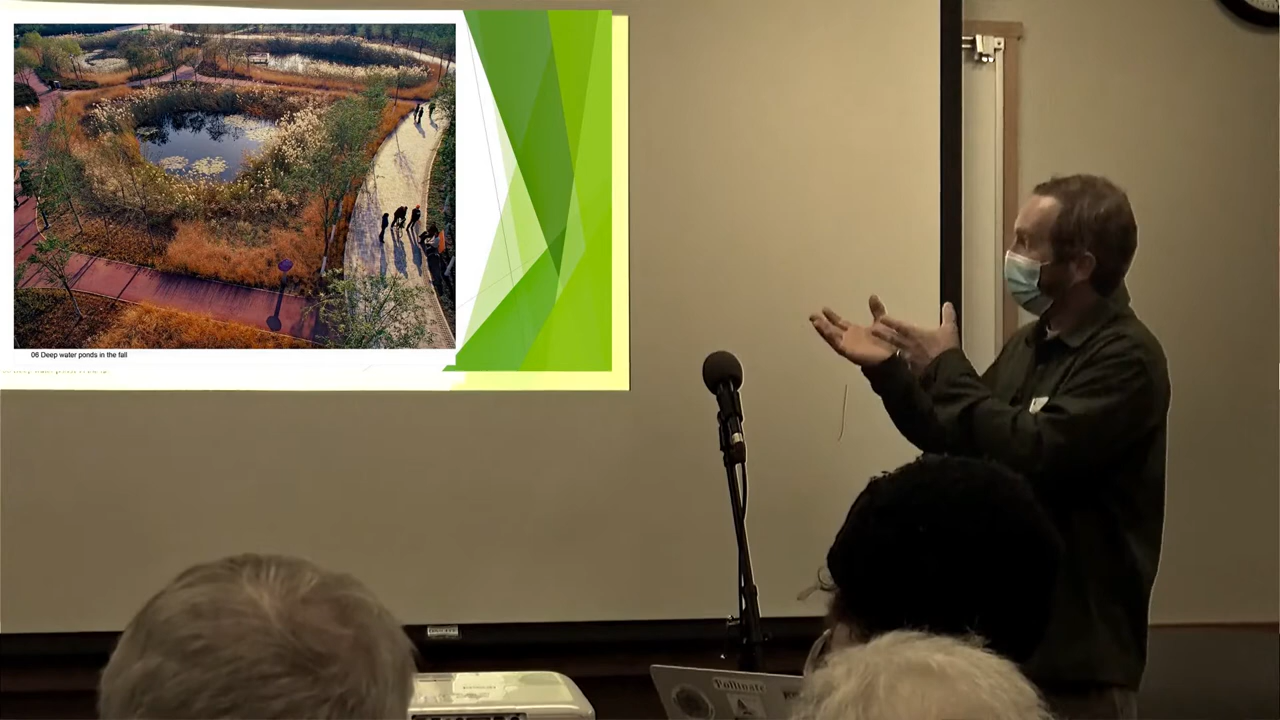 06 Deep water ponds in the fall
Pollinate